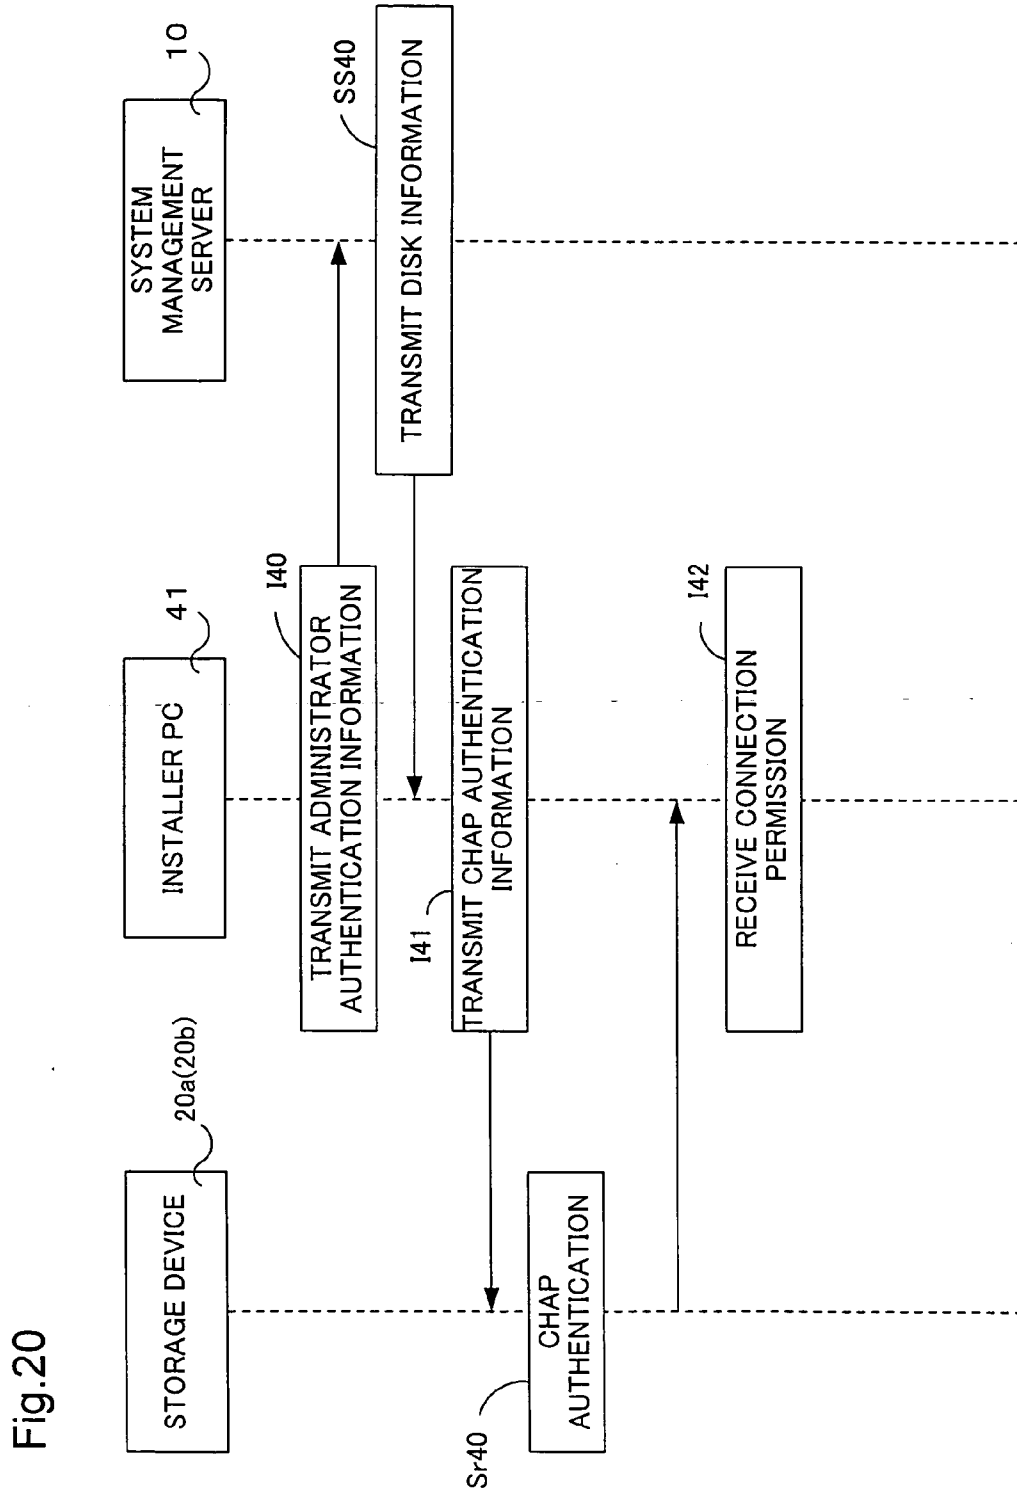 Fig.20
STORAGE DEVICE
20a(20b)
INSTALLER PC
41
SYSTEM
MANAGEMENT
SERVER
10
TRANSMIT ADMINISTRATOR
AUTHENTICATION INFORMATION
I40
TRANSMIT DISK INFORMATION
SS40
TRANSMIT CHAP AUTHENTICATION
INFORMATION
I41
CHAP
AUTHENTICATION
Sr40
RECEIVE CONNECTION
PERMISSION
I42